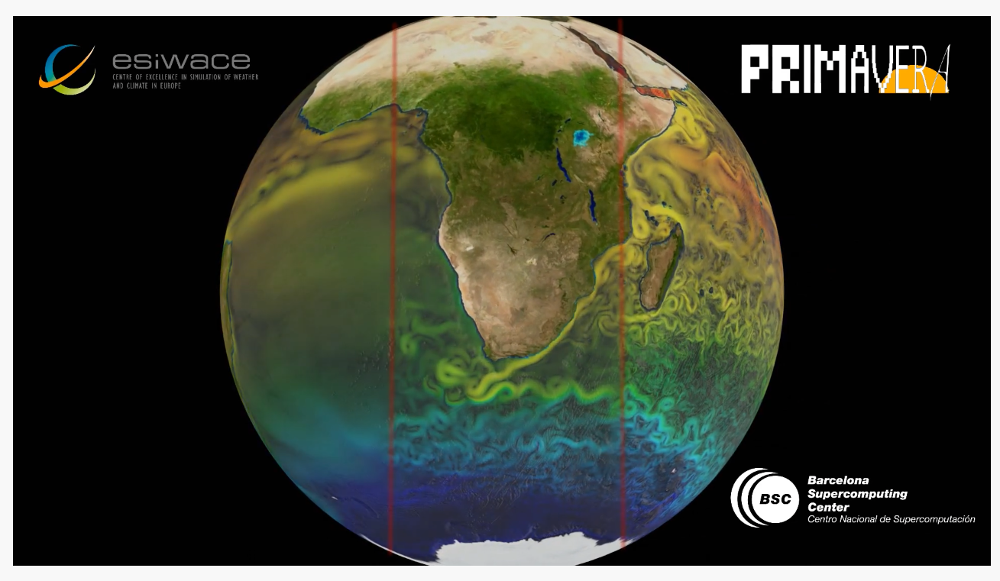 esiwace
CENTRE OF EXCELLENCE IN SIMULATION OF WEATHER
AND CLIMATE IN EUROPE
PRIMAVERA
BSC
Barcelona
Supercomputing
Center
Centro Nacional de Supercomputación